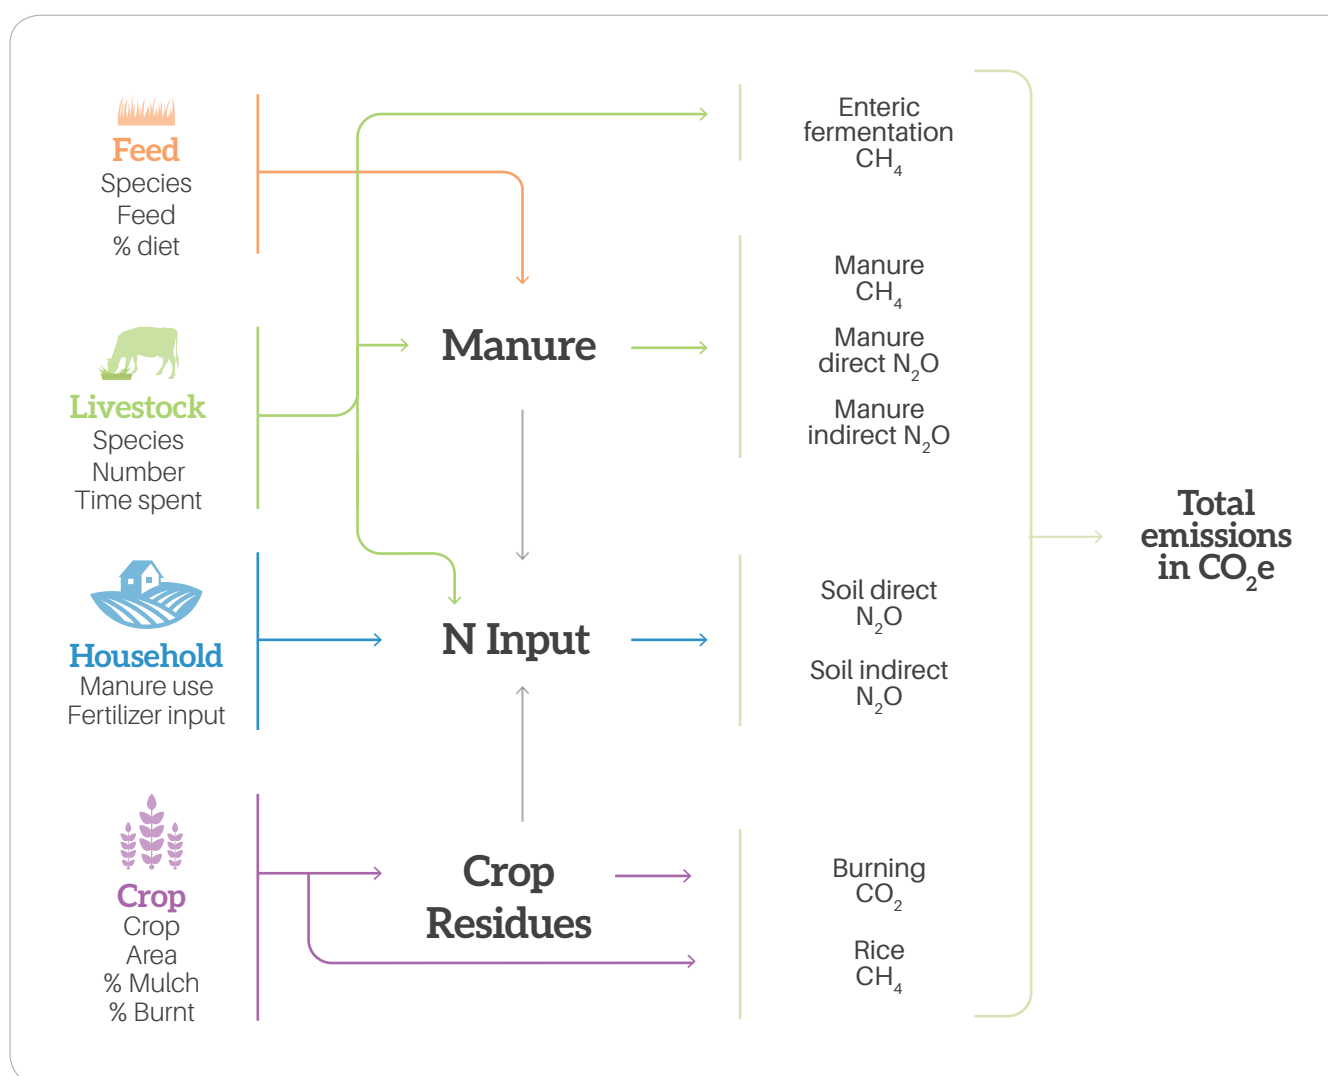 Feed
Species
Feed
% diet
Livestock
Species
Number
Time spent
Household
Manure use
Fertilizer input
Crop
Crop
Area
% Mulch
% Burnt
Manure
N Input
Crop
Residues
Enteric
fermentation
CH₄
Manure
CH₄
Manure
direct N₂O
Manure
indirect N₂O
Soil direct
N₂O
Soil indirect
N₂O
Burning
CO₂
Rice
CH₄
Total
emissions
in CO₂e